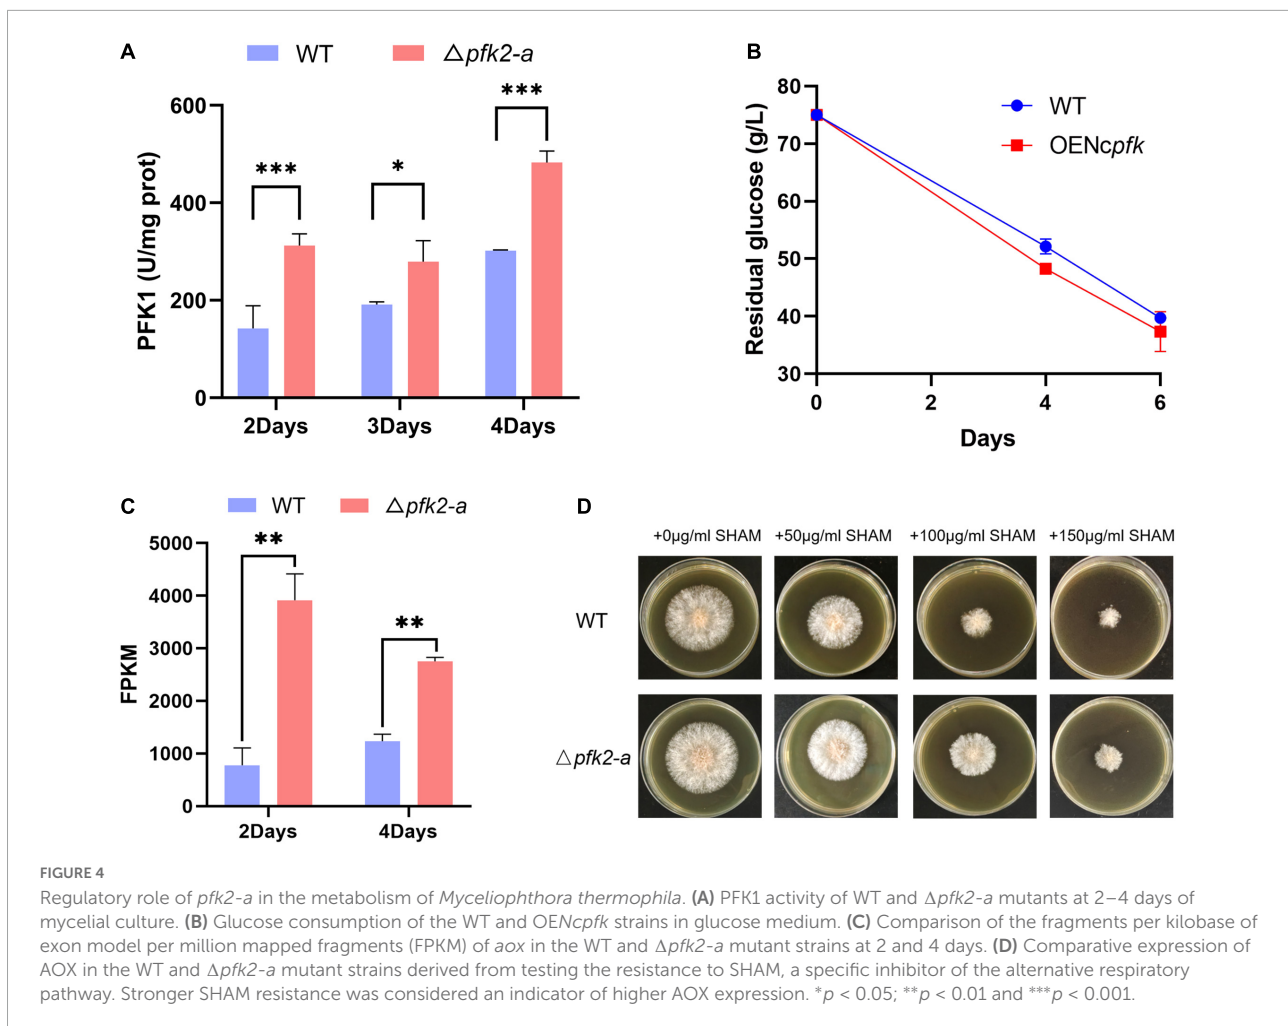 A
WT
△pfk2-a
PFK1 (U/mg prot)
600
400
200
0
***
*
***
2Days
3Days
4Days
B
WT
OENcpfk
Residual glucose (g/L)
80
70
60
50
40
30
0
2
4
6
Days
C
WT
△pfk2-a
FPKM
5000
4000
3000
2000
1000
0
**
**
2Days
4Days
D
+0μg/ml SHAM
+50μg/ml SHAM
+100μg/ml SHAM
+150μg/ml SHAM
WT
△pfk2-a
FIGURE 4
Regulatory role of pfk2-a in the metabolism of Myceliophthora thermophila. (A) PFK1 activity of WT and Δpfk2-a mutants at 2–4 days of
mycelial culture. (B) Glucose consumption of the WT and OENcpfk strains in glucose medium. (C) Comparison of the fragments per kilobase of
exon model per million mapped fragments (FPKM) of aox in the WT and Δpfk2-a mutant strains at 2 and 4 days. (D) Comparative expression of
AOX in the WT and Δpfk2-a mutant strains derived from testing the resistance to SHAM, a specific inhibitor of the alternative respiratory
pathway. Stronger SHAM resistance was considered an indicator of higher AOX expression. *p < 0.05; **p < 0.01 and ***p < 0.001.